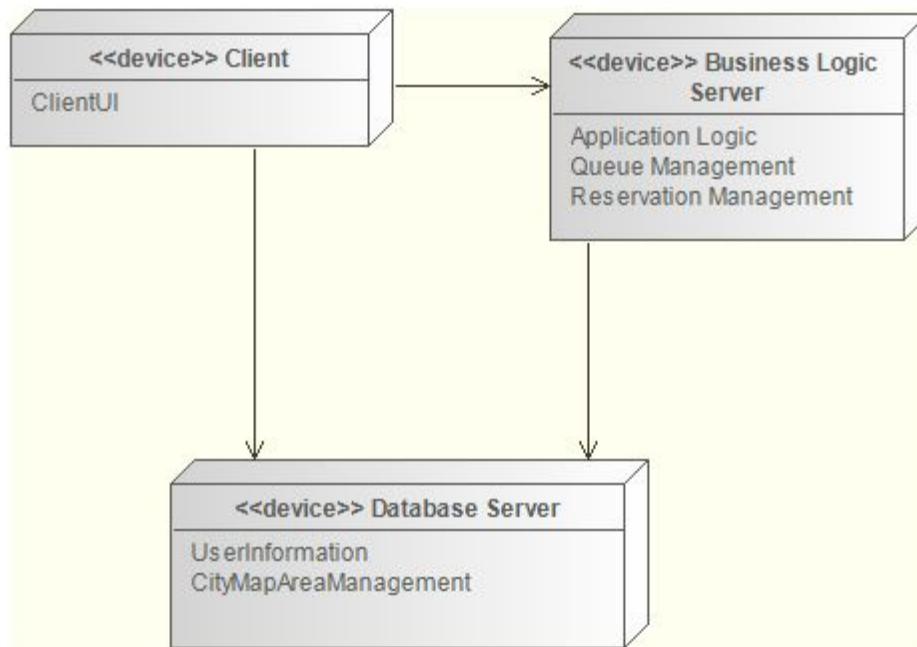 <<device>> Client
ClientUI
<<device>> Business Logic
Server
Application Logic
Queue Management
Reservation Management
<<device>> Database Server
UserInformation
CityMapAreaManagement